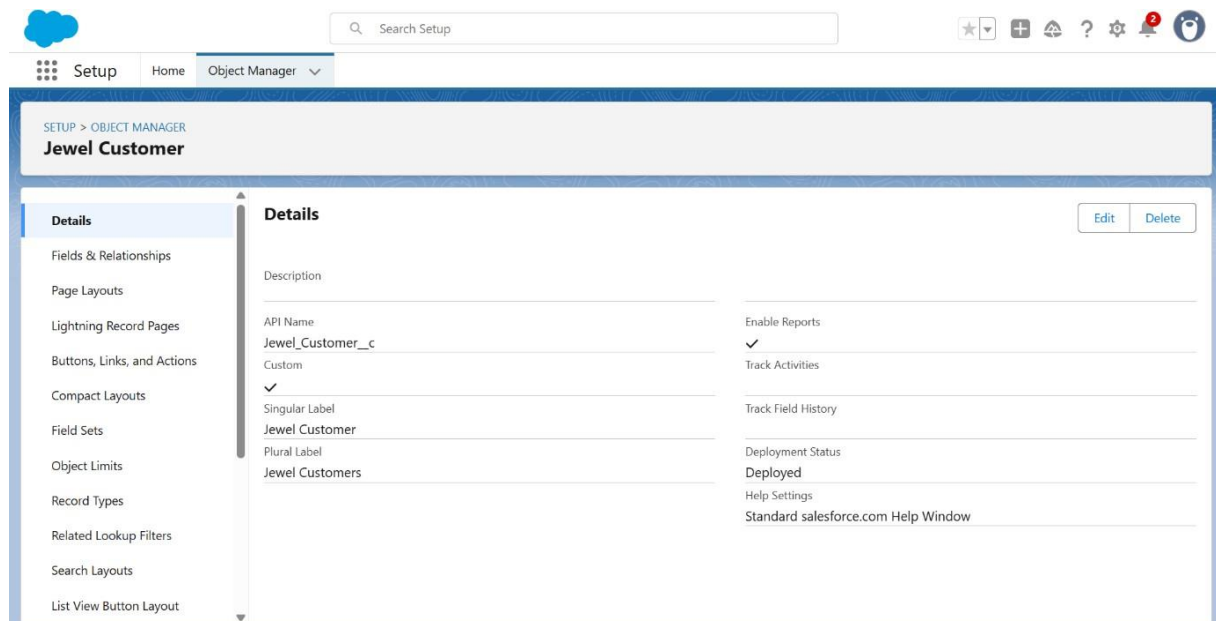 Search Setup
2
Setup Home Object Manager
SETUP > OBJECT MANAGER
Jewel Customer
Details
Fields & Relationships
Page Layouts
Lightning Record Pages
Buttons, Links, and Actions
Compact Layouts
Field Sets
Object Limits
Record Types
Related Lookup Filters
Search Layouts
List View Button Layout
Details
Edit Delete
Description
API Name
Jewel_Customer__c
Custom
Singular Label
Jewel Customer
Plural Label
Jewel Customers
Enable Reports
Track Activities
Track Field History
Deployment Status
Deployed
Help Settings
Standard salesforce.com Help Window